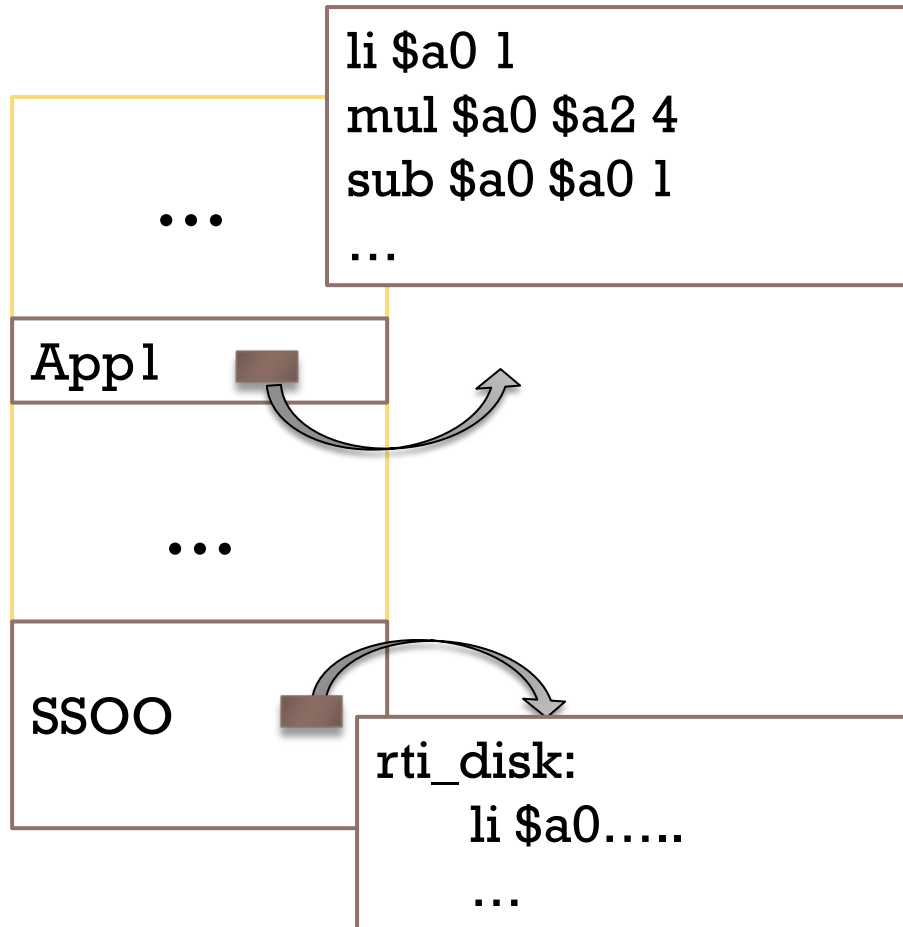 li $a0 1
mul $a0 $a2 4
sub $a0 $a0 1
…
...
App1
...
SSOO
rti_disk:
li $a0…..
…